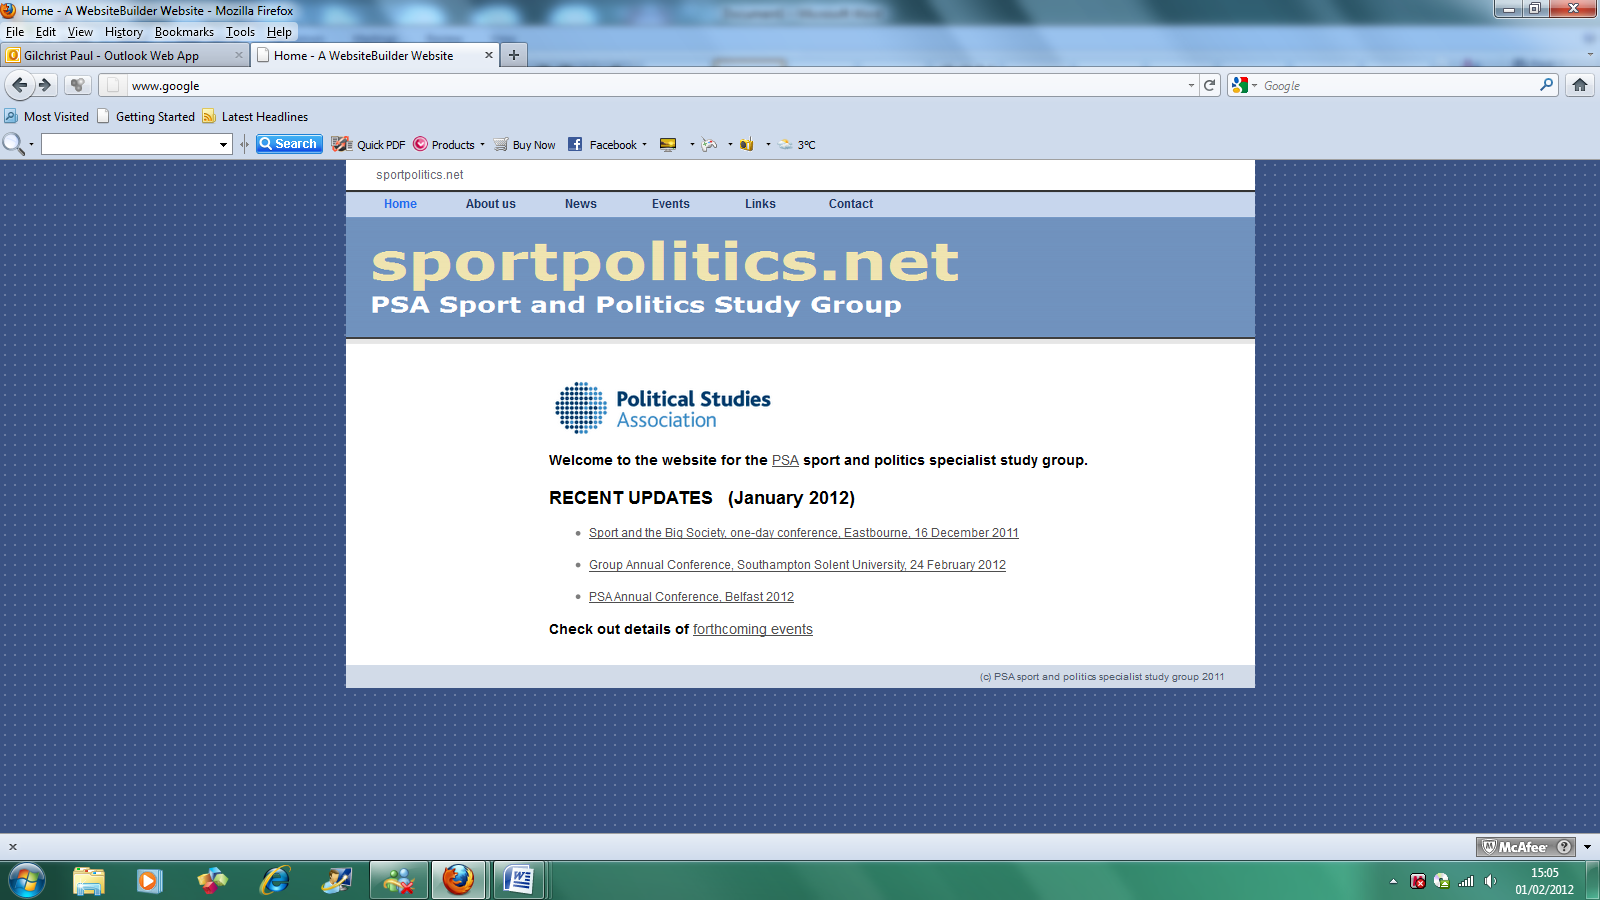 Home - A WebsiteBuilder Website - Mozilla Firefox
File Edit View History Bookmarks Tools Help
Gilchrist Paul - Outlook Web App
Home - A WebsiteBuilder Website
www.google
Google
Most Visited Getting Started Latest Headlines
Search Quick PDF Products Buy Now Facebook 3°C
sportpolitics.net
Home About us News Events Links Contact
sportpolitics.net
PSA Sport and Politics Study Group
Political Studies
Association
Welcome to the website for the PSA sport and politics specialist study group.
RECENT UPDATES (January 2012)
Sport and the Big Society, one-day conference, Eastbourne, 16 December 2011
Group Annual Conference, Southampton Solent University, 24 February 2012
PSA Annual Conference, Belfast 2012
Check out details of forthcoming events
(c) PSA sport and politics specialist study group 2011
McAfee
15:05
01/02/2012